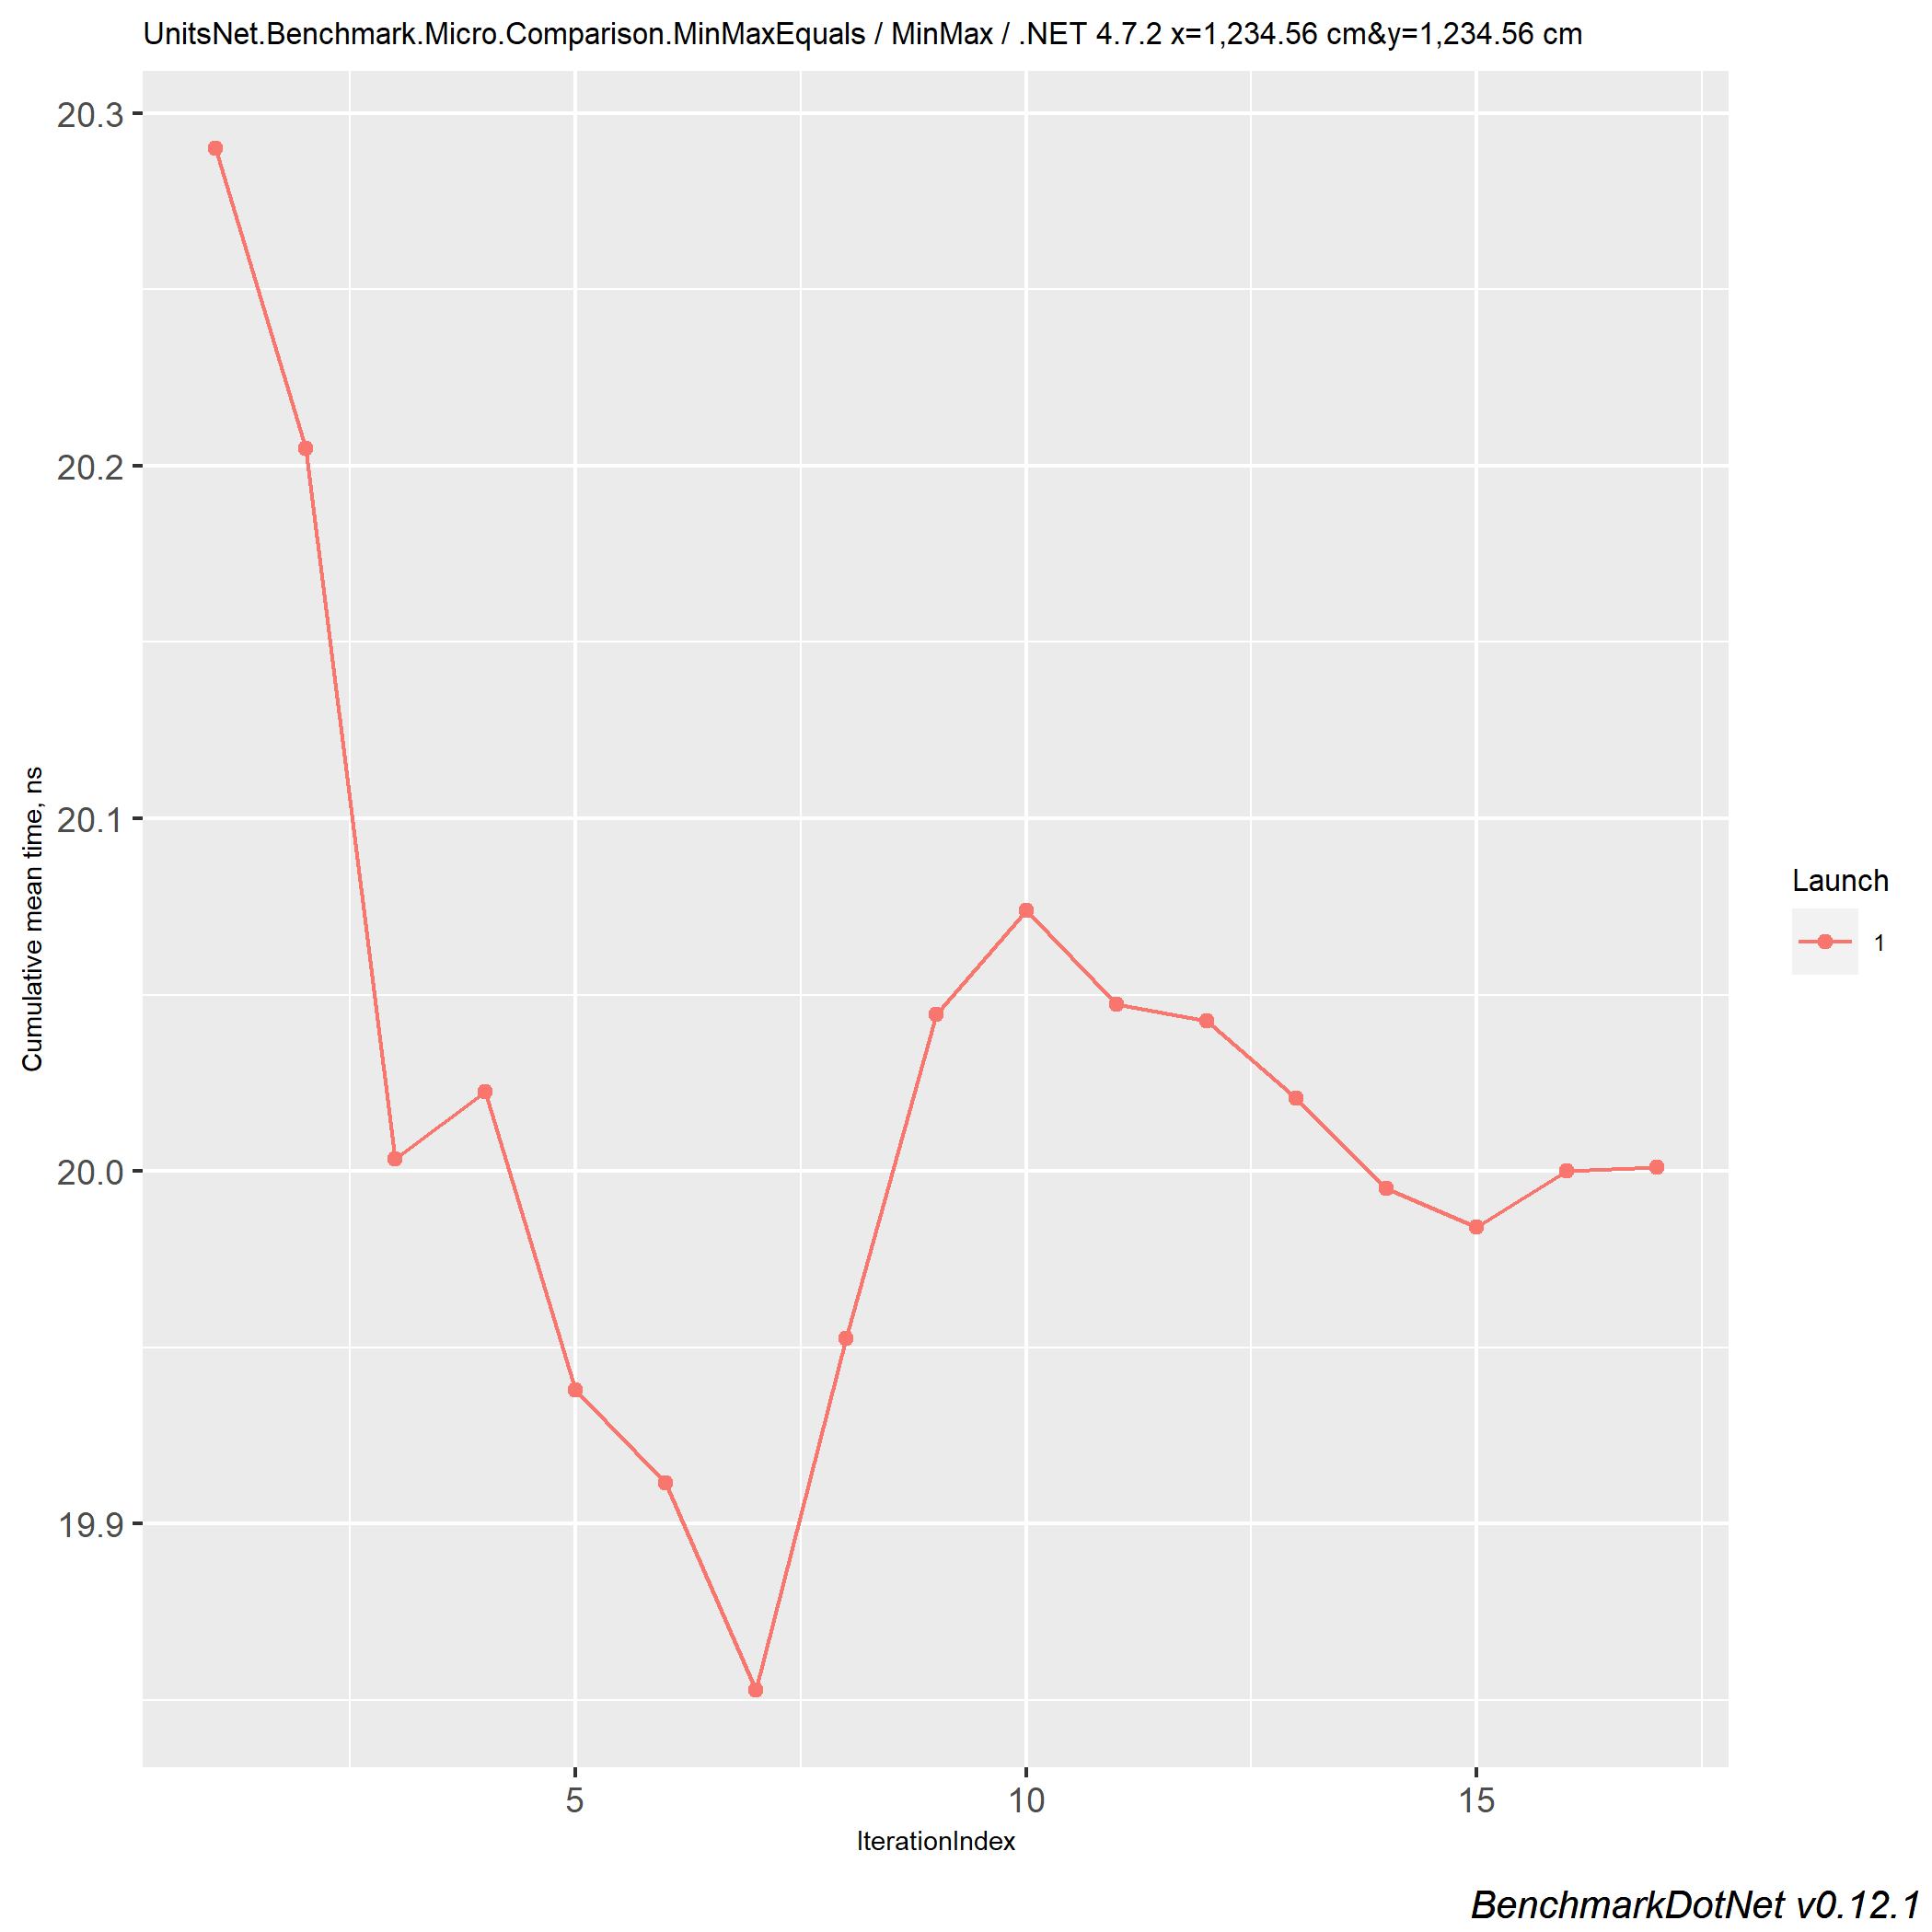 UnitsNet.Benchmark.Micro.Comparison.MinMaxEquals / MinMax / .NET 4.7.2 x=1,234.56 cm&y=1,234.56 cm
20.3
20.2
20.1
20.0
19.9
Cumulative mean time, ns
5
10
15
IterationIndex
Launch
1
BenchmarkDotNet v0.12.1